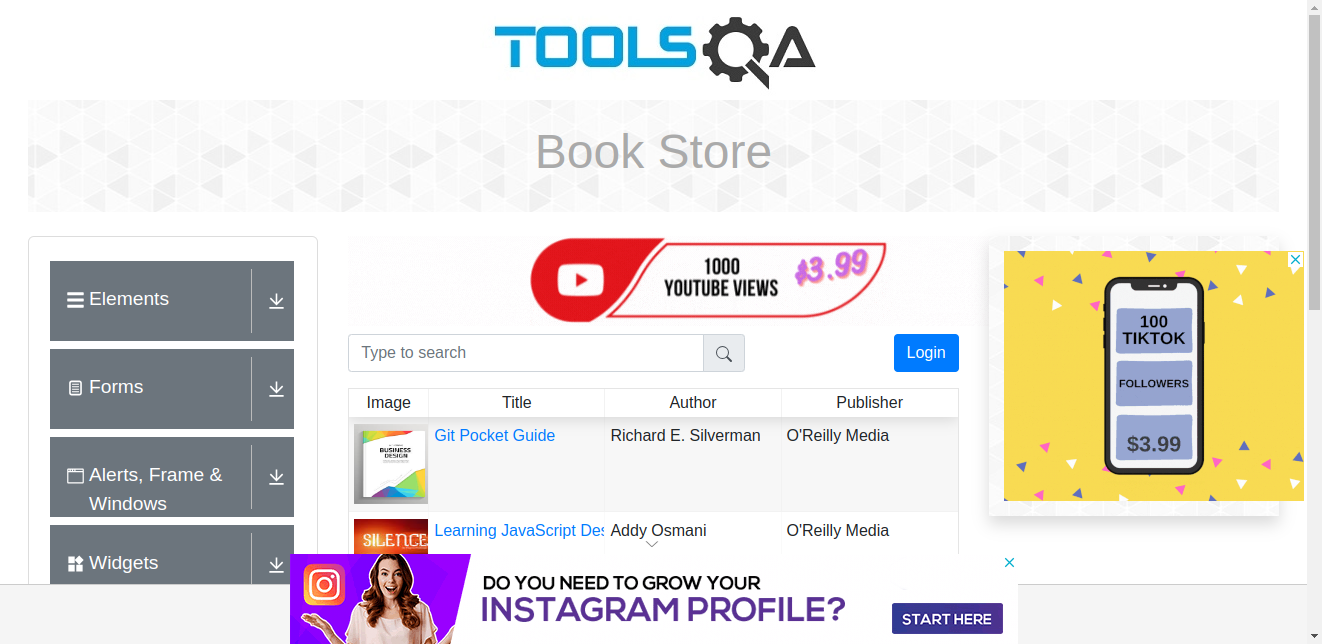 TOOLSQA
Book Store
Elements
Forms
Alerts, Frame &
Windows
Widgets
1000
YOUTUBE VIEWS
$3.99
Type to search
Login
Image Title Author Publisher
BUSINESS
DESIGN
Git Pocket Guide Richard E. Silverman O'Reilly Media
SILENCE
Learning JavaScript Des Addy Osmani O'Reilly Media
100
TIKTOK
FOLLOWERS
$3.99
DO YOU NEED TO GROW YOUR
INSTAGRAM PROFILE?
START HERE